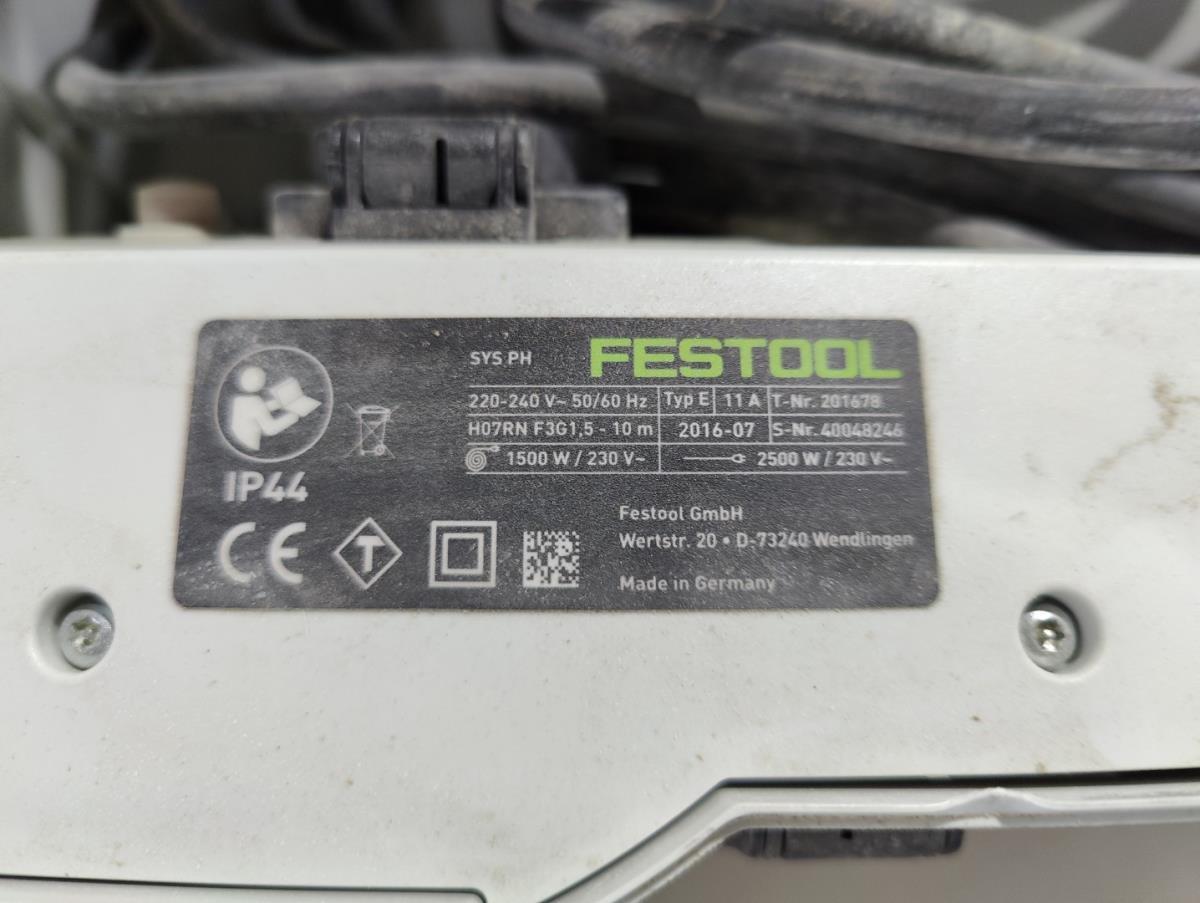 SYS PH FESTOOL
220-240 V~ 50/60 Hz Typ E 11 A T-Nr. 201678
H07RN F3G1,5 - 10 m 2016-07 S-Nr. 40048246
1500 W / 230 V~ 2500 W / 230 V~
IP44
CE T
Festool GmbH
Wertstr. 20 • D-73240 Wendlingen
Made in Germany